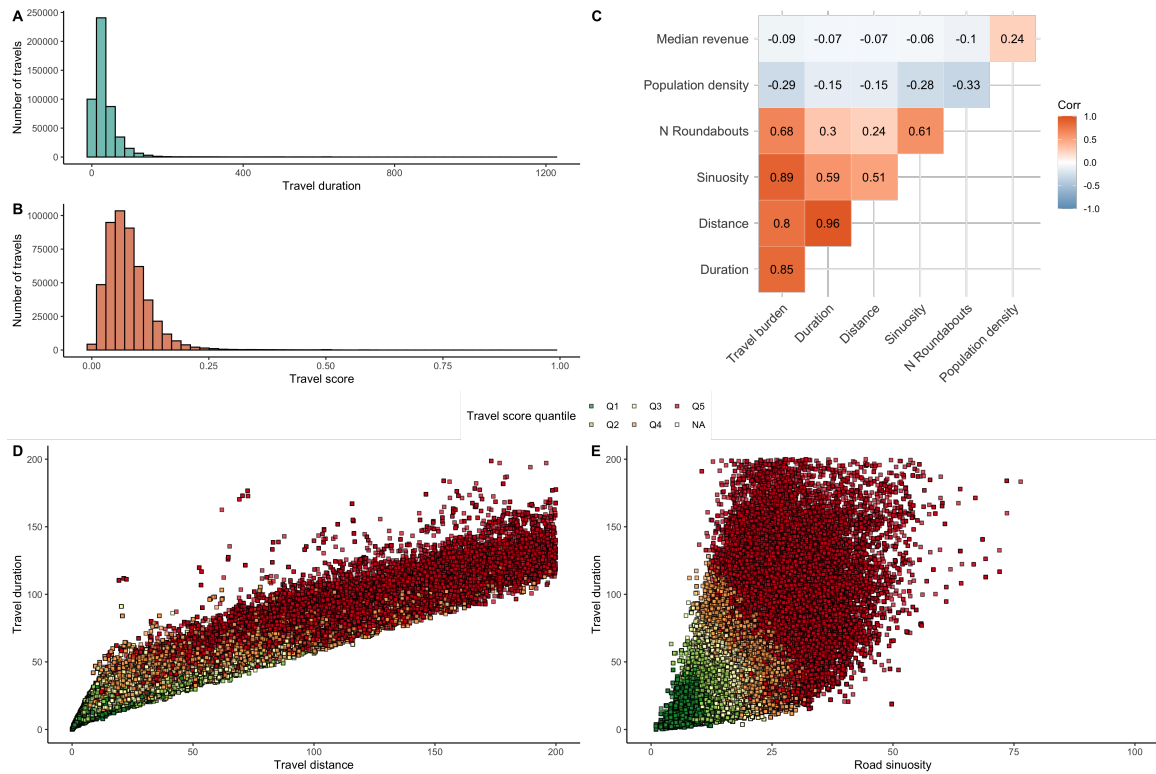 A
Number of travels
250000
200000
150000
100000
50000
0
0 400 800 1200
Travel duration
B
Number of travels
100000
75000
50000
25000
0
0.00 0.25 0.50 0.75 1.00
Travel score
C
Median revenue -0.09 -0.07 -0.07 -0.06 -0.1 0.24
Population density -0.29 -0.15 -0.15 -0.28 -0.33
N Roundabouts 0.68 0.3 0.24 0.61
Sinuosity 0.89 0.59 0.51
Distance 0.8 0.96
Duration 0.85
Travel burden Duration Distance Sinuosity N Roundabouts Population density
Corr
1.0
0.5
0.0
-0.5
-1.0
Travel score quantile
Q1 Q3 Q5
Q2 Q4 NA
D
Travel duration
200
150
100
50
0
0 50 100 150 200
Travel distance
E
Travel duration
200
150
100
50
0
0 25 50 75 100
Road sinuosity